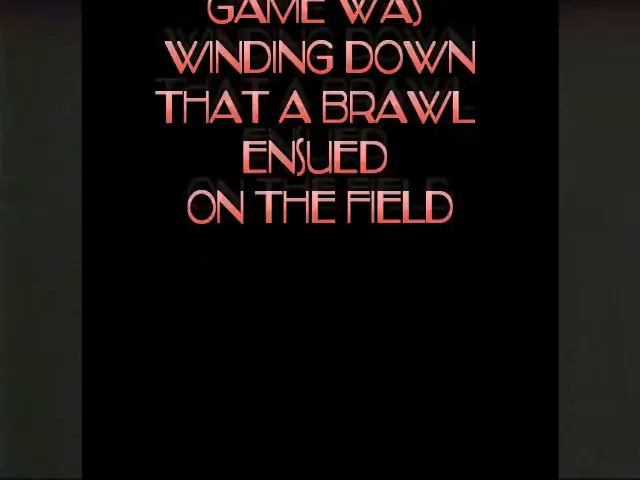 GAME WAS
WINDING DOWN
THAT A BRAWL
ENSUED
ON THE FIELD